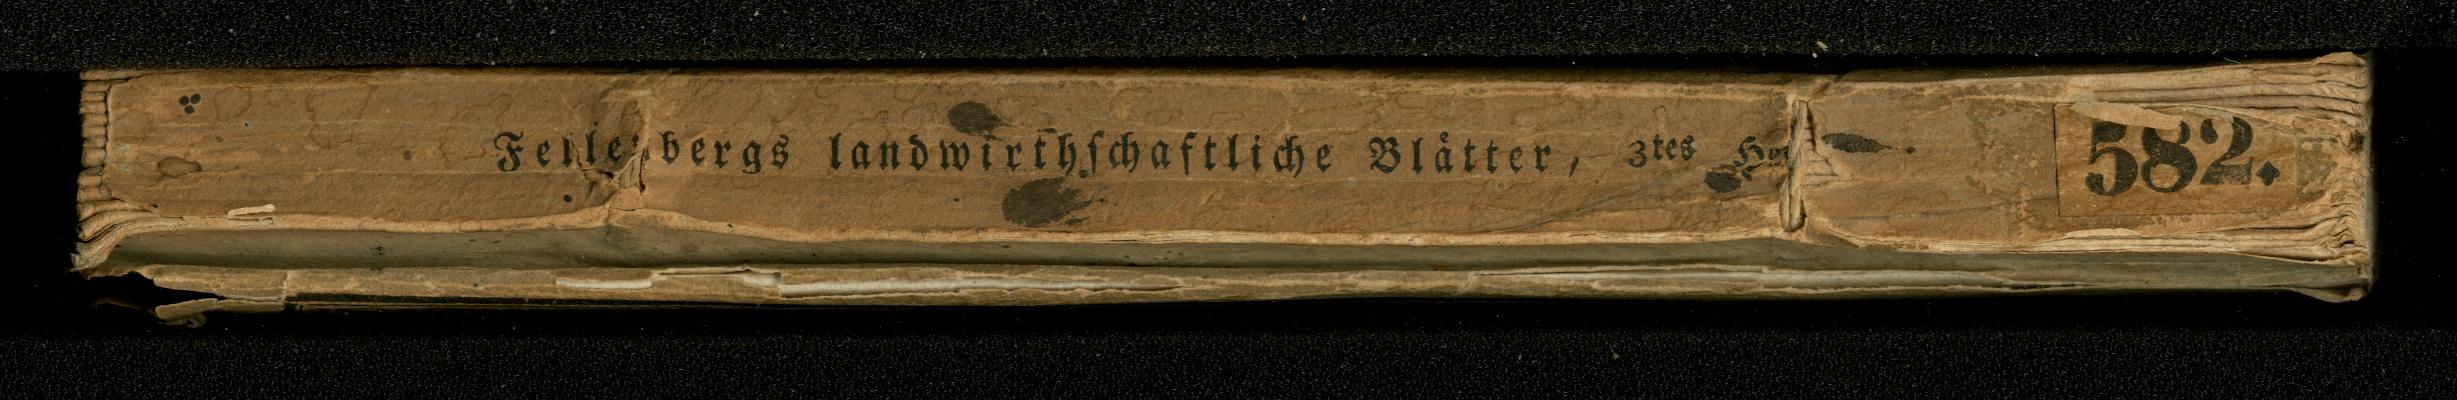 Fellenbergs landwirthschaftliche Blätter, 3tes
582.